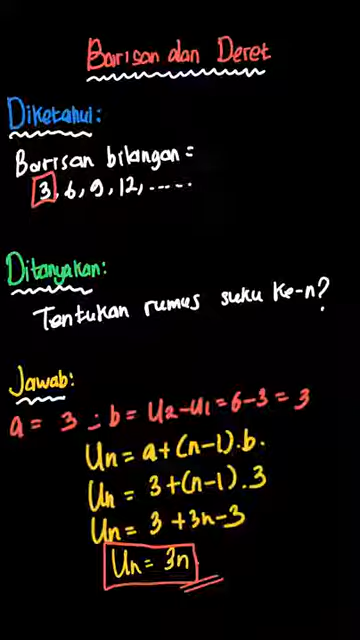 Barisan dan Deret
Diketahui:
Barisan bilangan =
3, 6, 9, 12, ......
Ditanyakan:
Tentukan rumus suku ke-n?
Jawab:
a = 3 ; b = U2 - U1 = 6 - 3 = 3
Un = a + (n-1) . b.
Un = 3 + (n-1) . 3
Un = 3 + 3n - 3
Un = 3n